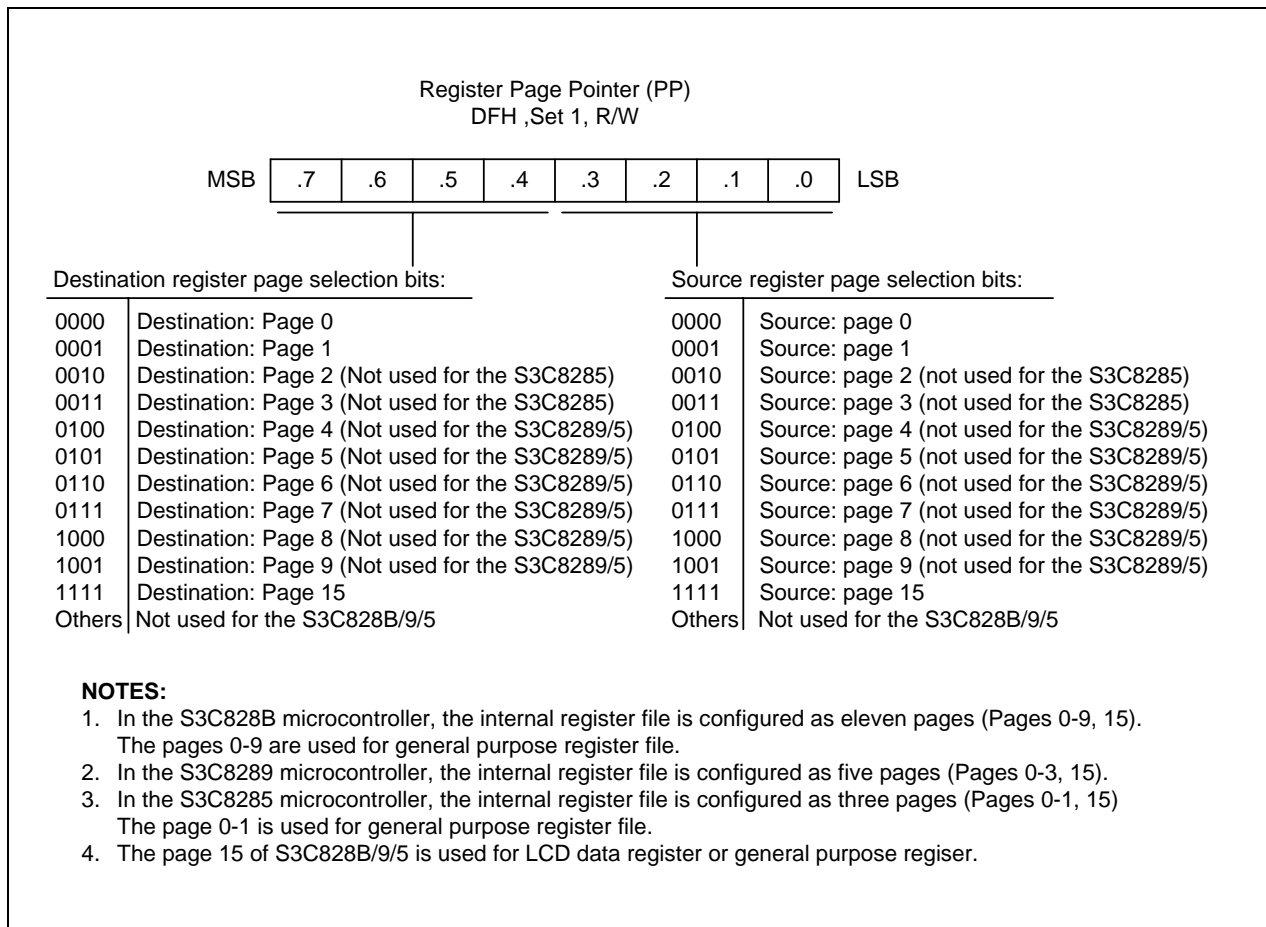 Register Page Pointer (PP)
DFH ,Set 1, R/W
MSB .7 .6 .5 .4 .3 .2 .1 .0 LSB
Destination register page selection bits:
0000 Destination: Page 0
0001 Destination: Page 1
0010 Destination: Page 2 (Not used for the S3C8285)
0011 Destination: Page 3 (Not used for the S3C8285)
0100 Destination: Page 4 (Not used for the S3C8289/5)
0101 Destination: Page 5 (Not used for the S3C8289/5)
0110 Destination: Page 6 (Not used for the S3C8289/5)
0111 Destination: Page 7 (Not used for the S3C8289/5)
1000 Destination: Page 8 (Not used for the S3C8289/5)
1001 Destination: Page 9 (Not used for the S3C8289/5)
1111 Destination: Page 15
Others Not used for the S3C828B/9/5
Source register page selection bits:
0000 Source: page 0
0001 Source: page 1
0010 Source: page 2 (not used for the S3C8285)
0011 Source: page 3 (not used for the S3C8285)
0100 Source: page 4 (not used for the S3C8289/5)
0101 Source: page 5 (not used for the S3C8289/5)
0110 Source: page 6 (not used for the S3C8289/5)
0111 Source: page 7 (not used for the S3C8289/5)
1000 Source: page 8 (not used for the S3C8289/5)
1001 Source: page 9 (not used for the S3C8289/5)
1111 Source: page 15
Others Not used for the S3C828B/9/5
NOTES:
1. In the S3C828B microcontroller, the internal register file is configured as eleven pages (Pages 0-9, 15).
The pages 0-9 are used for general purpose register file.
2. In the S3C8289 microcontroller, the internal register file is configured as five pages (Pages 0-3, 15).
3. In the S3C8285 microcontroller, the internal register file is configured as three pages (Pages 0-1, 15)
The page 0-1 is used for general purpose register file.
4. The page 15 of S3C828B/9/5 is used for LCD data register or general purpose regiser.